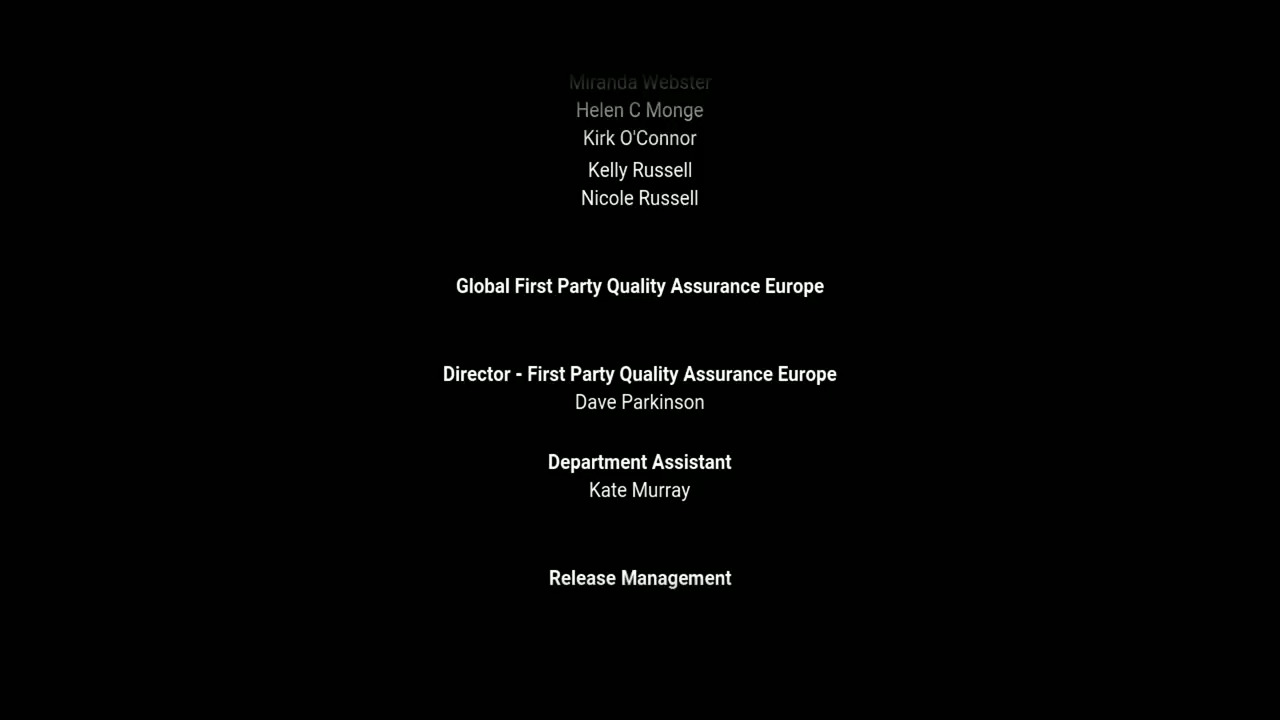 Miranda Webster
Helen C Monge
Kirk O'Connor
Kelly Russell
Nicole Russell
Global First Party Quality Assurance Europe
Director - First Party Quality Assurance Europe
Dave Parkinson
Department Assistant
Kate Murray
Release Management